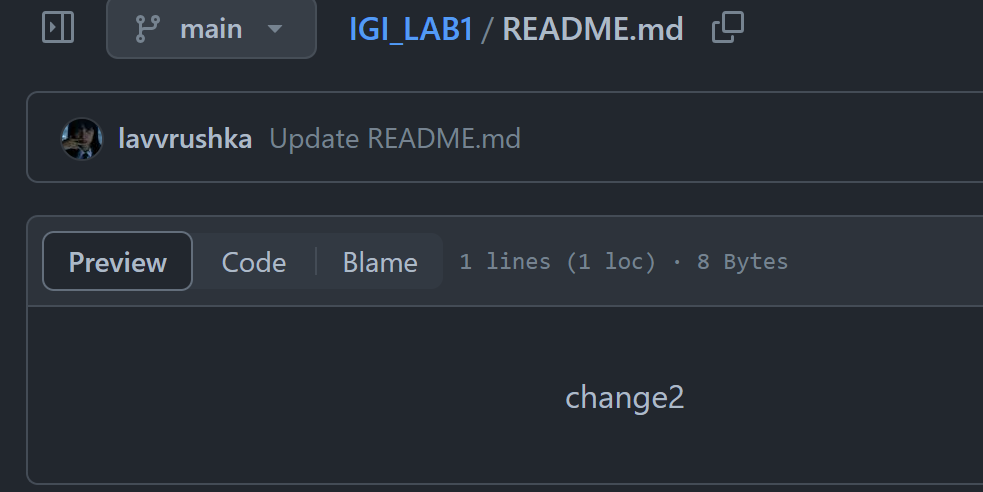 main IGI_LAB1 / README.md
lavvrushka Update README.md
Preview Code Blame 1 lines (1 loc) · 8 Bytes
change2